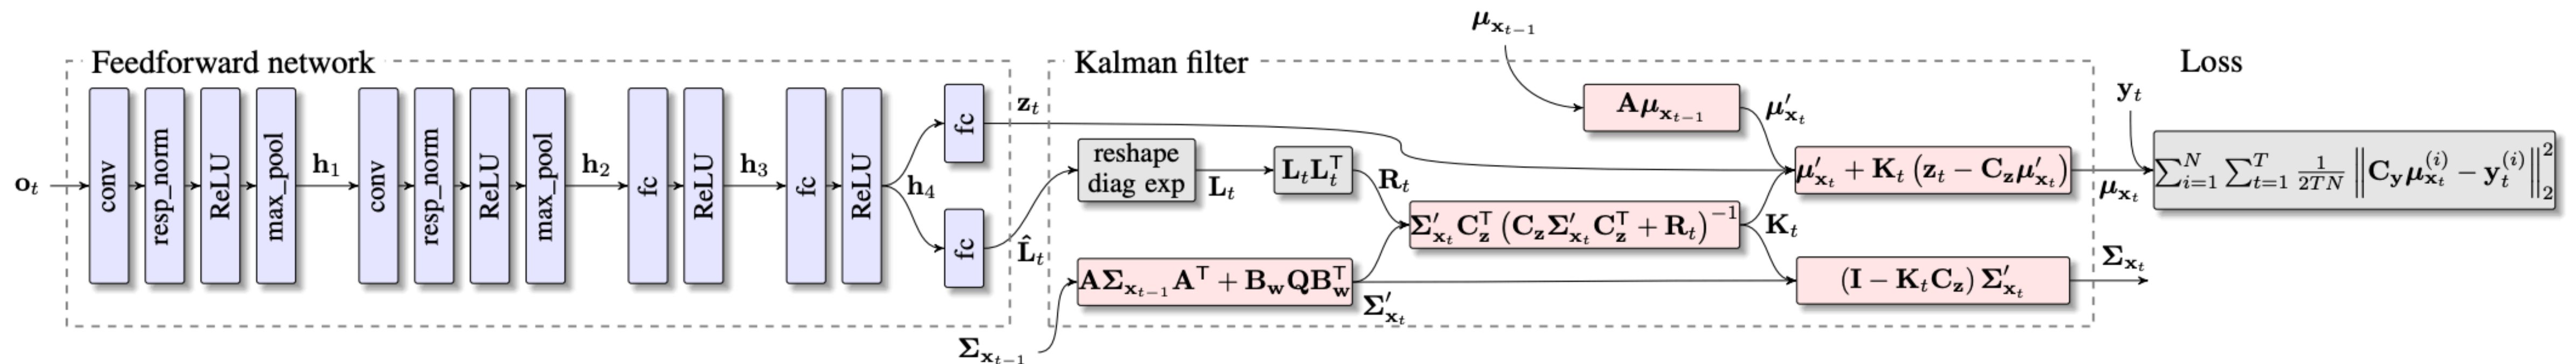 Feedforward network
o_t
conv
resp_norm
ReLU
max_pool
h_1
conv
resp_norm
ReLU
max_pool
h_2
fc
ReLU
h_3
fc
ReLU
h_4
fc
fc
z_t
L̂_t
Kalman filter
μ_{x_{t−1}}
Aμ_{x_{t−1}}
μ′_{x_t}
reshape
diag exp
L_t
L_t L_t^⊤
R_t
Σ′_{x_t} C_z^⊤ (C_z Σ′_{x_t} C_z^⊤ + R_t)^{−1}
K_t
μ′_{x_t} + K_t (z_t − C_z μ′_{x_t})
μ_{x_t}
Σ_{x_{t−1}}
AΣ_{x_{t−1}} A^⊤ + B_w Q B_w^⊤
Σ′_{x_t}
(I − K_t C_z) Σ′_{x_t}
Σ_{x_t}
Loss
y_t
∑_{i=1}^{N} ∑_{t=1}^{T} \frac{1}{2TN} ‖C_y μ_{x_t}^{(i)} − y_t^{(i)}‖_2^2